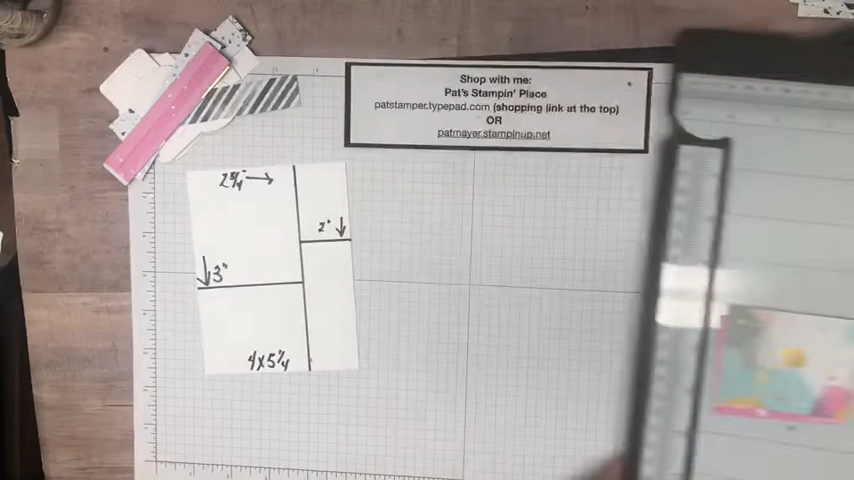 Shop with me:
Pat's Stampin' Place
patstamper.typepad.com (shopping link at the top)
OR
patmayer.stampinup.net
2¾"
2"
3"
4x5¼